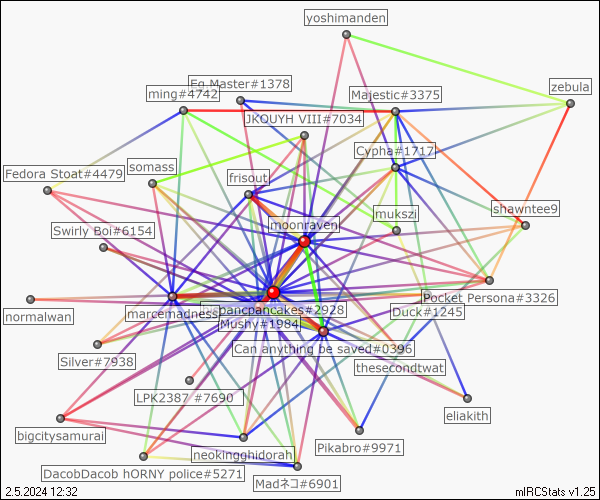 yoshimanden
Eg Master#1378
ming#4742
Majestic#3375
zebula
JKQUYH VIII#7034
Cypha#1717
Fedora Stoat#4479
somass
frisout
shawntee9
mukszi
moonraven
Swirly Boi#6154
Pocket Persona#3326
normalwan
marcemadness
pancpancakes#2928
Duck#1245
Mushy#1984
Can anything be saved#0396
Silver#7938
thesecondtwat
LPK2387 #7690
eliakith
bigcitysamurai
Pikabro#9971
neokingghidorah
DacobDacob hORNY police#5271
Madネコ#6901
2.5.2024 12:32
mIRCStats v1.25